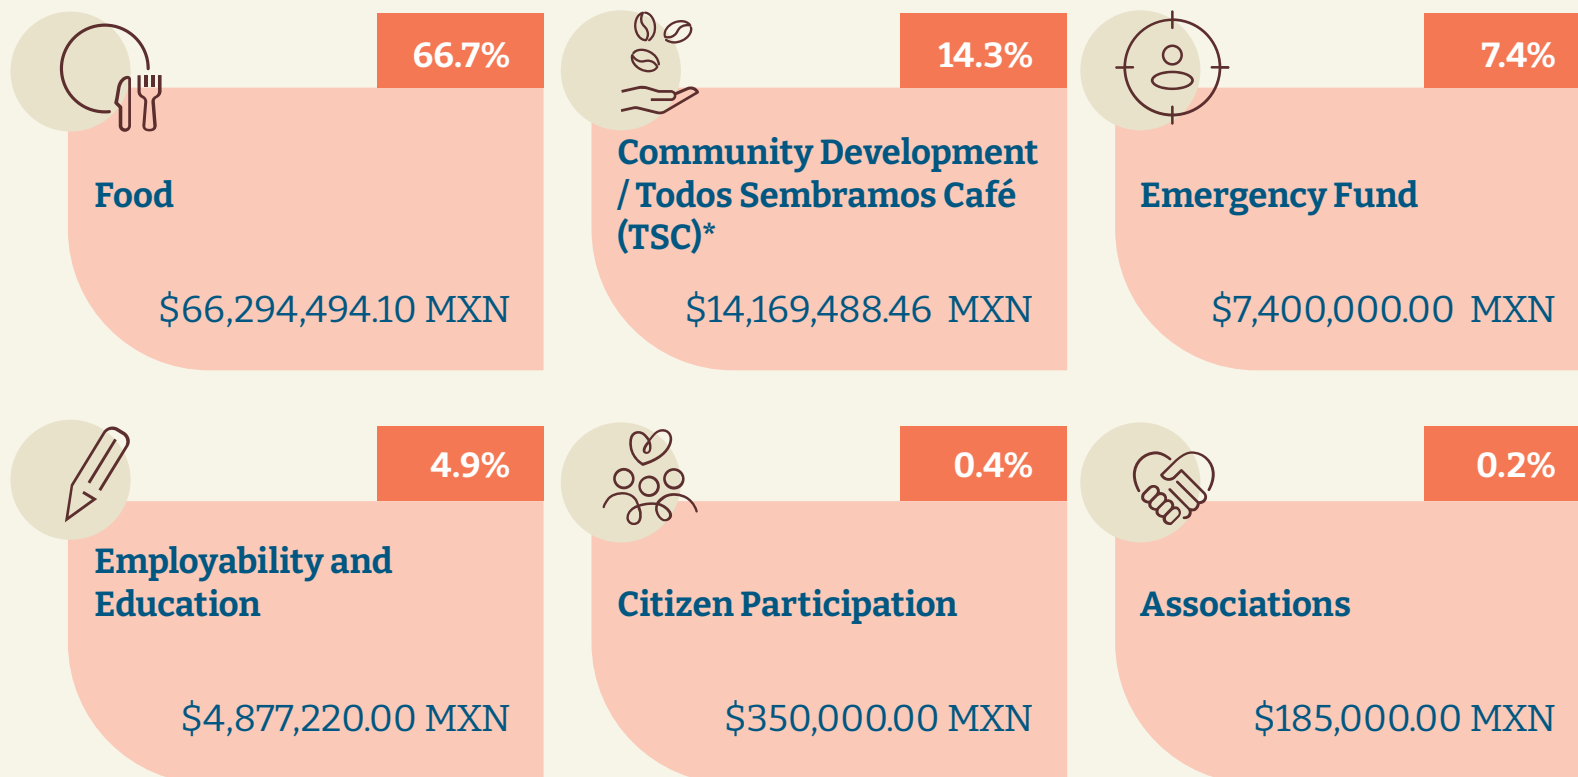 66.7%
Food
$66,294,494.10 MXN
14.3%
Community Development
/ Todos Sembramos Café
(TSC)*
$14,169,488.46 MXN
7.4%
Emergency Fund
$7,400,000.00 MXN
4.9%
Employability and
Education
$4,877,220.00 MXN
0.4%
Citizen Participation
$350,000.00 MXN
0.2%
Associations
$185,000.00 MXN